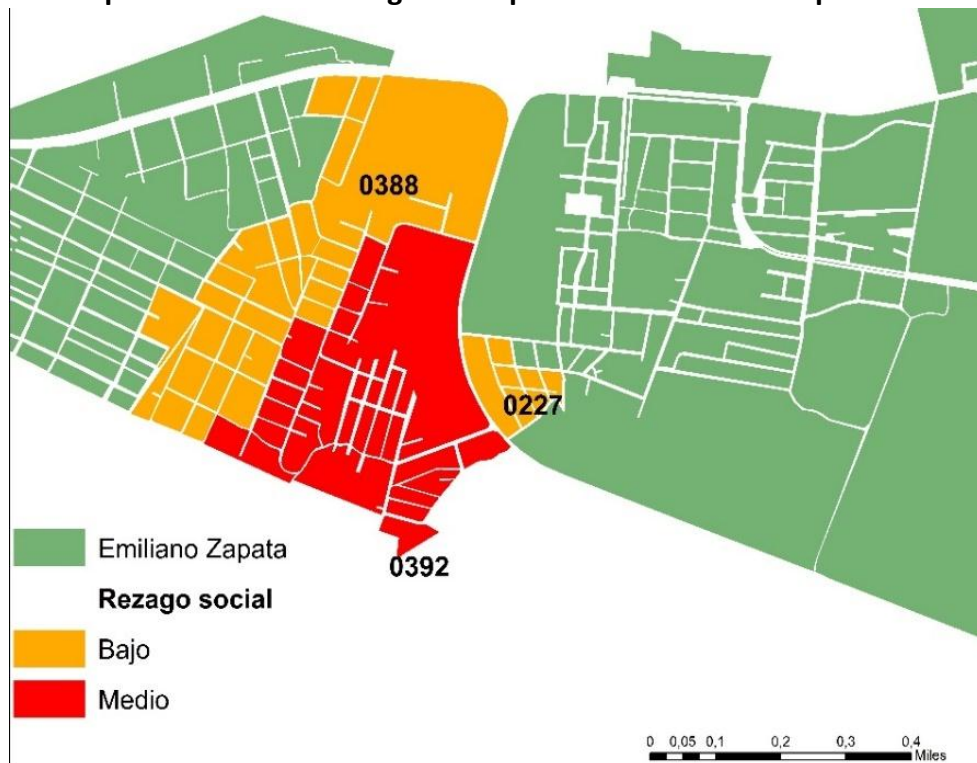 0388
0227
0392
Emiliano Zapata
Rezago social
Bajo
Medio
0 0,05 0,1 0,2 0,3 0,4
Miles